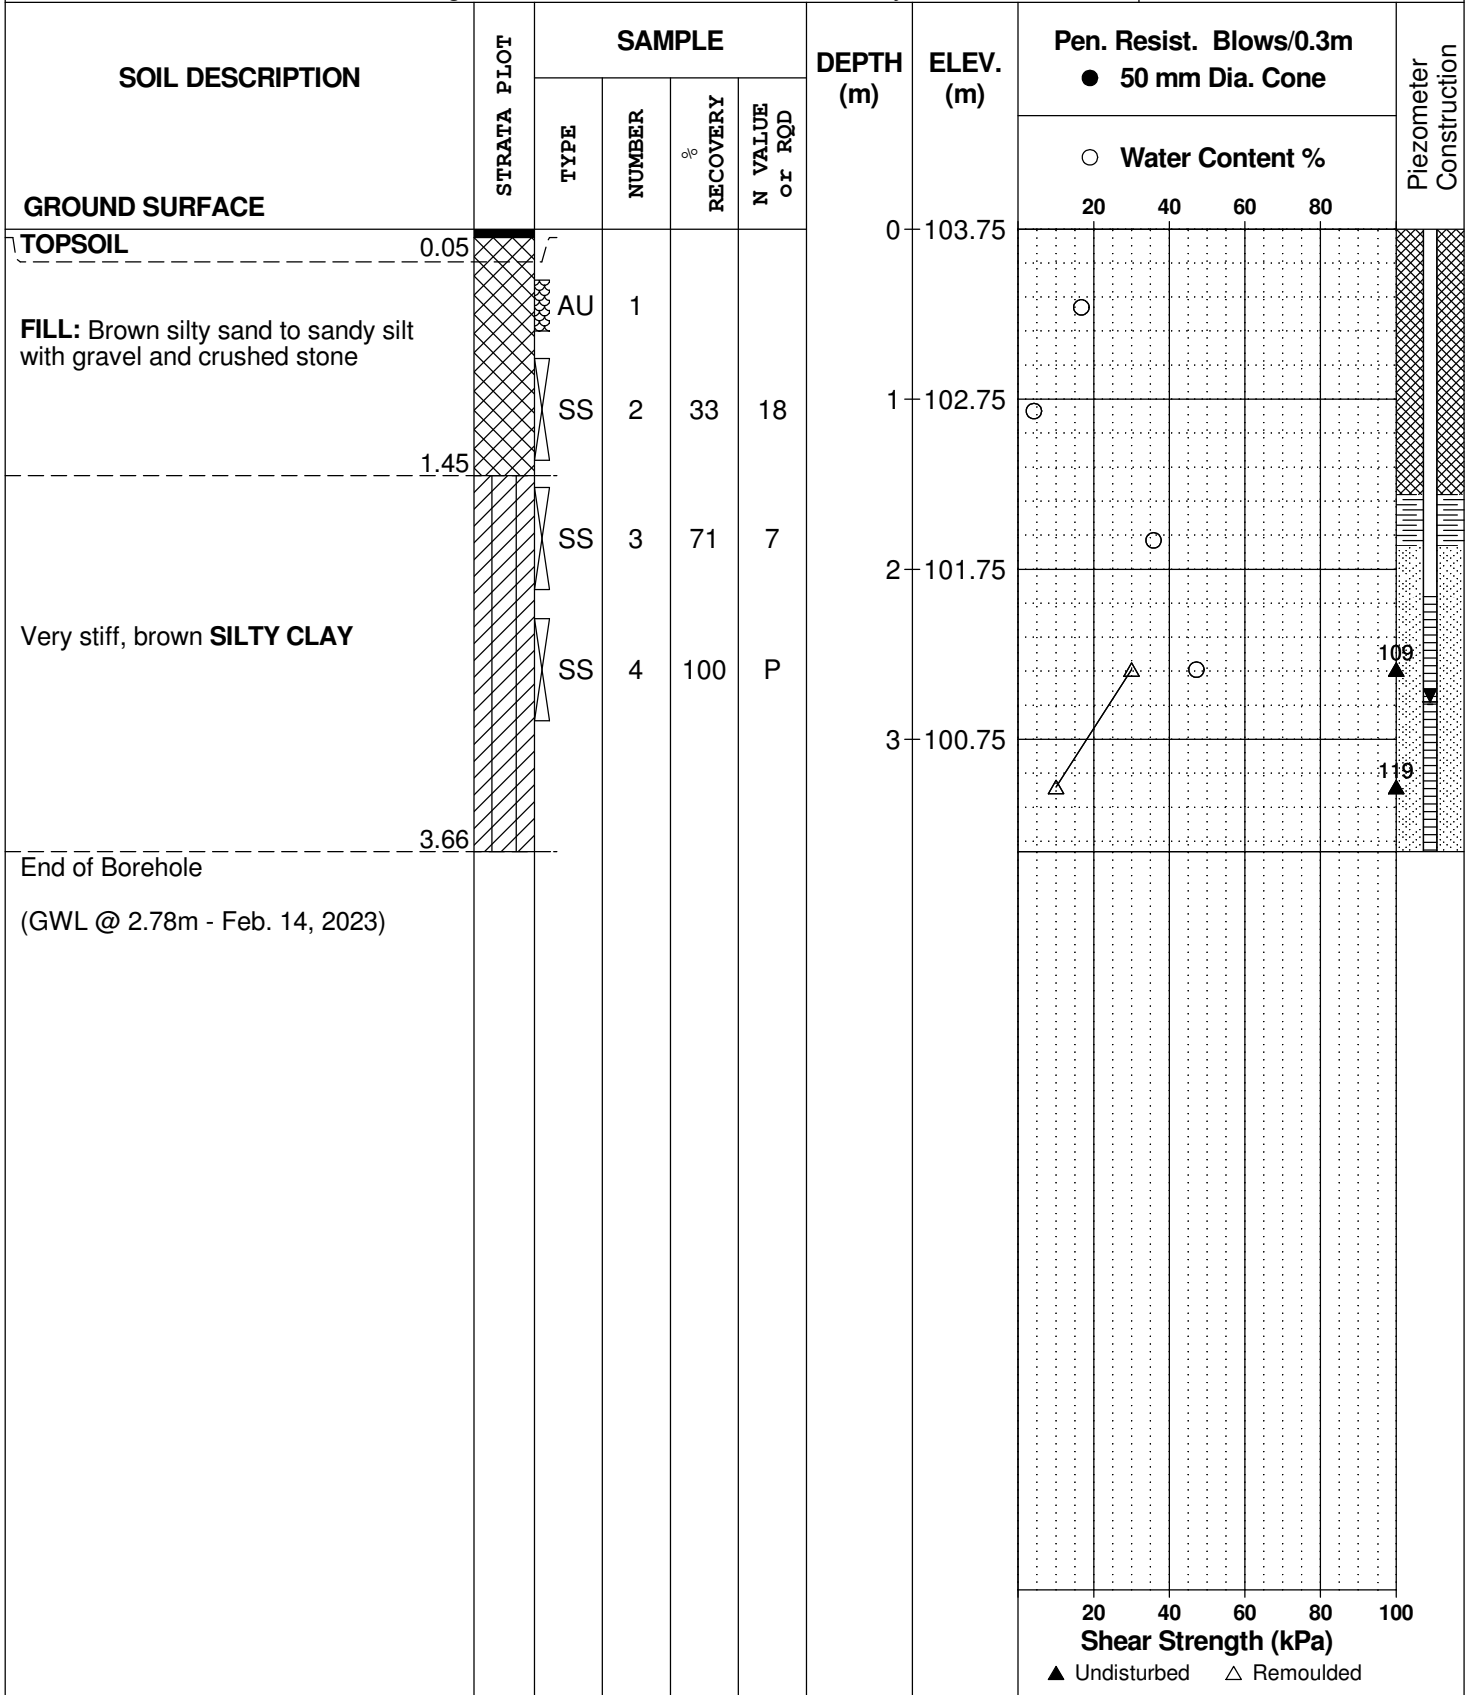 SOIL DESCRIPTION
GROUND SURFACE
STRATA PLOT
SAMPLE
TYPE
NUMBER
%
RECOVERY
N VALUE
or RQD
DEPTH
(m)
ELEV.
(m)
Pen. Resist. Blows/0.3m
● 50 mm Dia. Cone
○ Water Content %
20 40 60 80
Piezometer
Construction
0 103.75
TOPSOIL 0.05
AU 1
FILL: Brown silty sand to sandy silt
with gravel and crushed stone
SS 2 33 18
1 102.75
1.45
SS 3 71 7
2 101.75
Very stiff, brown SILTY CLAY
109
SS 4 100 P
3 100.75
119
3.66
End of Borehole
(GWL @ 2.78m - Feb. 14, 2023)
20 40 60 80 100
Shear Strength (kPa)
▲ Undisturbed △ Remoulded